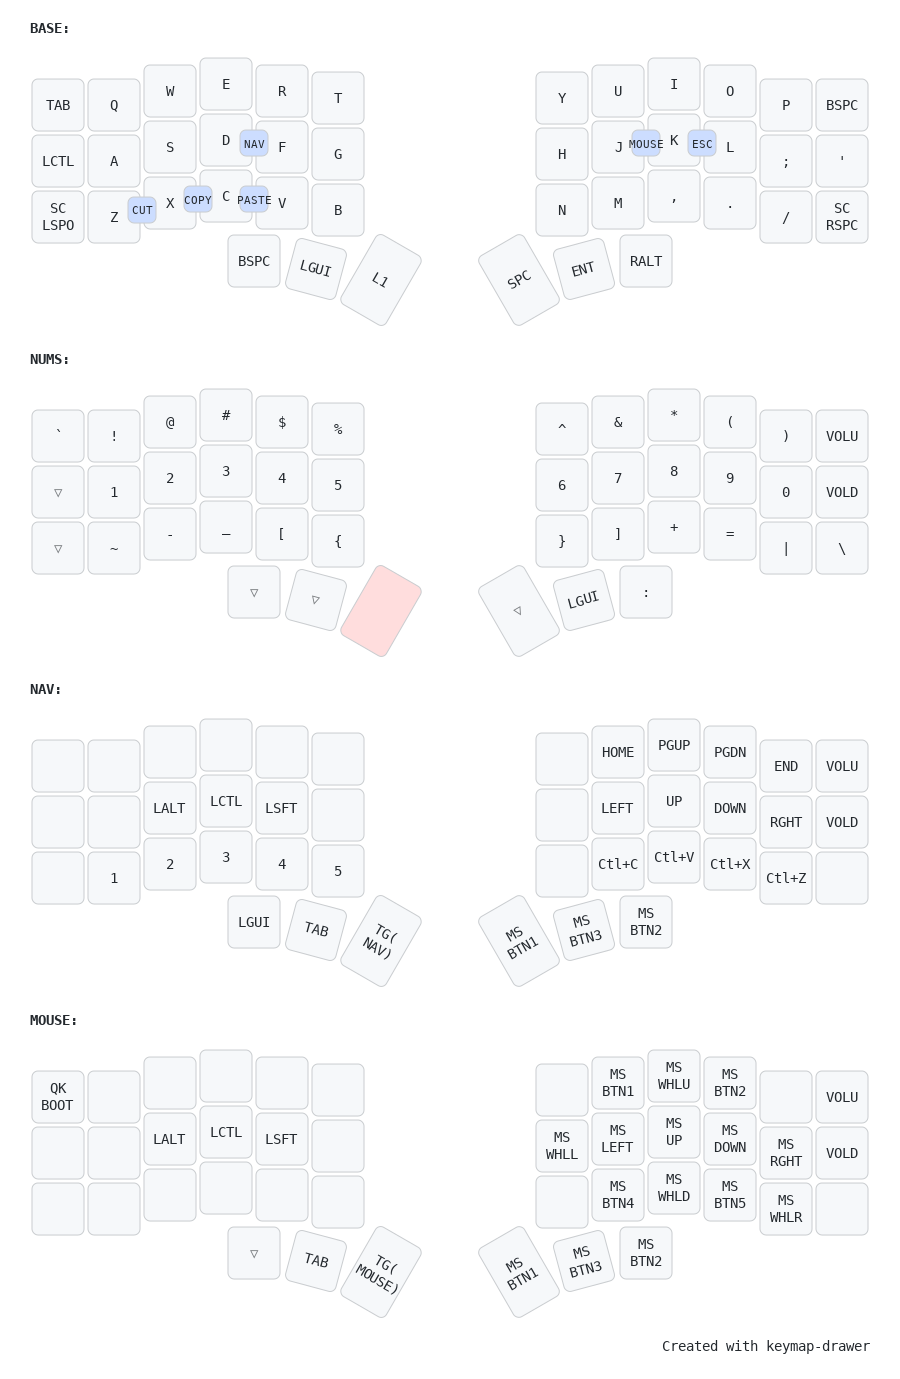 BASE:
TAB Q W E R T Y U I O P BSPC
LCTL A S D NAV F G H J MOUSE K ESC L ; '
SC
LSPO Z CUT X COPY C PASTE V B N M , . / SC
RSPC
BSPC LGUI L1 SPC ENT RALT
NUMS:
` ! @ # $ % ^ & * ( ) VOLU
▽ 1 2 3 4 5 6 7 8 9 0 VOLD
▽ ~ - – [ { } ] + = | \
▽ ▽ ▽ LGUI :
NAV:
HOME PGUP PGDN END VOLU
LALT LCTL LSFT LEFT UP DOWN RGHT VOLD
1 2 3 4 5 Ctl+C Ctl+V Ctl+X Ctl+Z
LGUI TAB TG(
NAV) MS
BTN1 MS
BTN3 MS
BTN2
MOUSE:
QK
BOOT MS
BTN1 MS
WHLU MS
BTN2 VOLU
LALT LCTL LSFT MS
WHLL MS
LEFT MS
UP MS
DOWN MS
RGHT VOLD
MS
BTN4 MS
WHLD MS
BTN5 MS
WHLR
▽ TAB TG(
MOUSE) MS
BTN1 MS
BTN3 MS
BTN2
Created with keymap-drawer